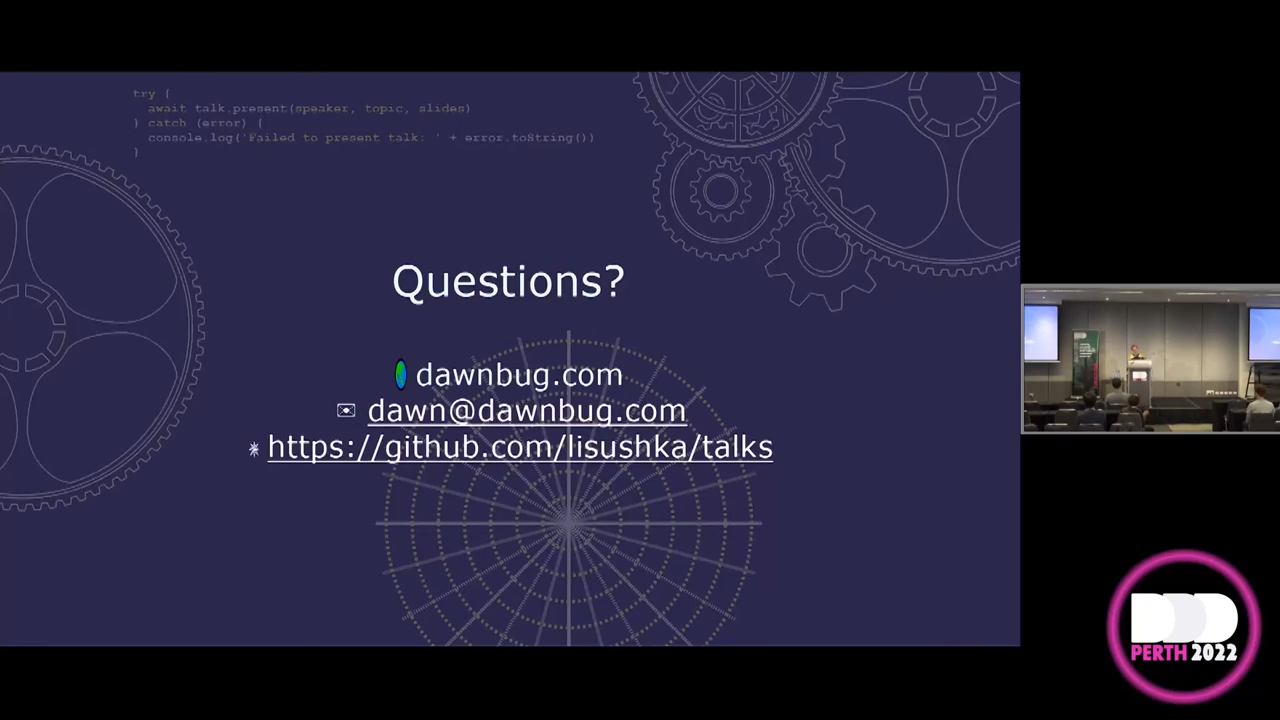 try {
await talk.present(speaker, topic, slides)
} catch (error) {
console.log('Failed to present talk: ' + error.toString())
}
Questions?
dawnbug.com
dawn@dawnbug.com
https://github.com/lisushka/talks
DDD
PERTH 2022